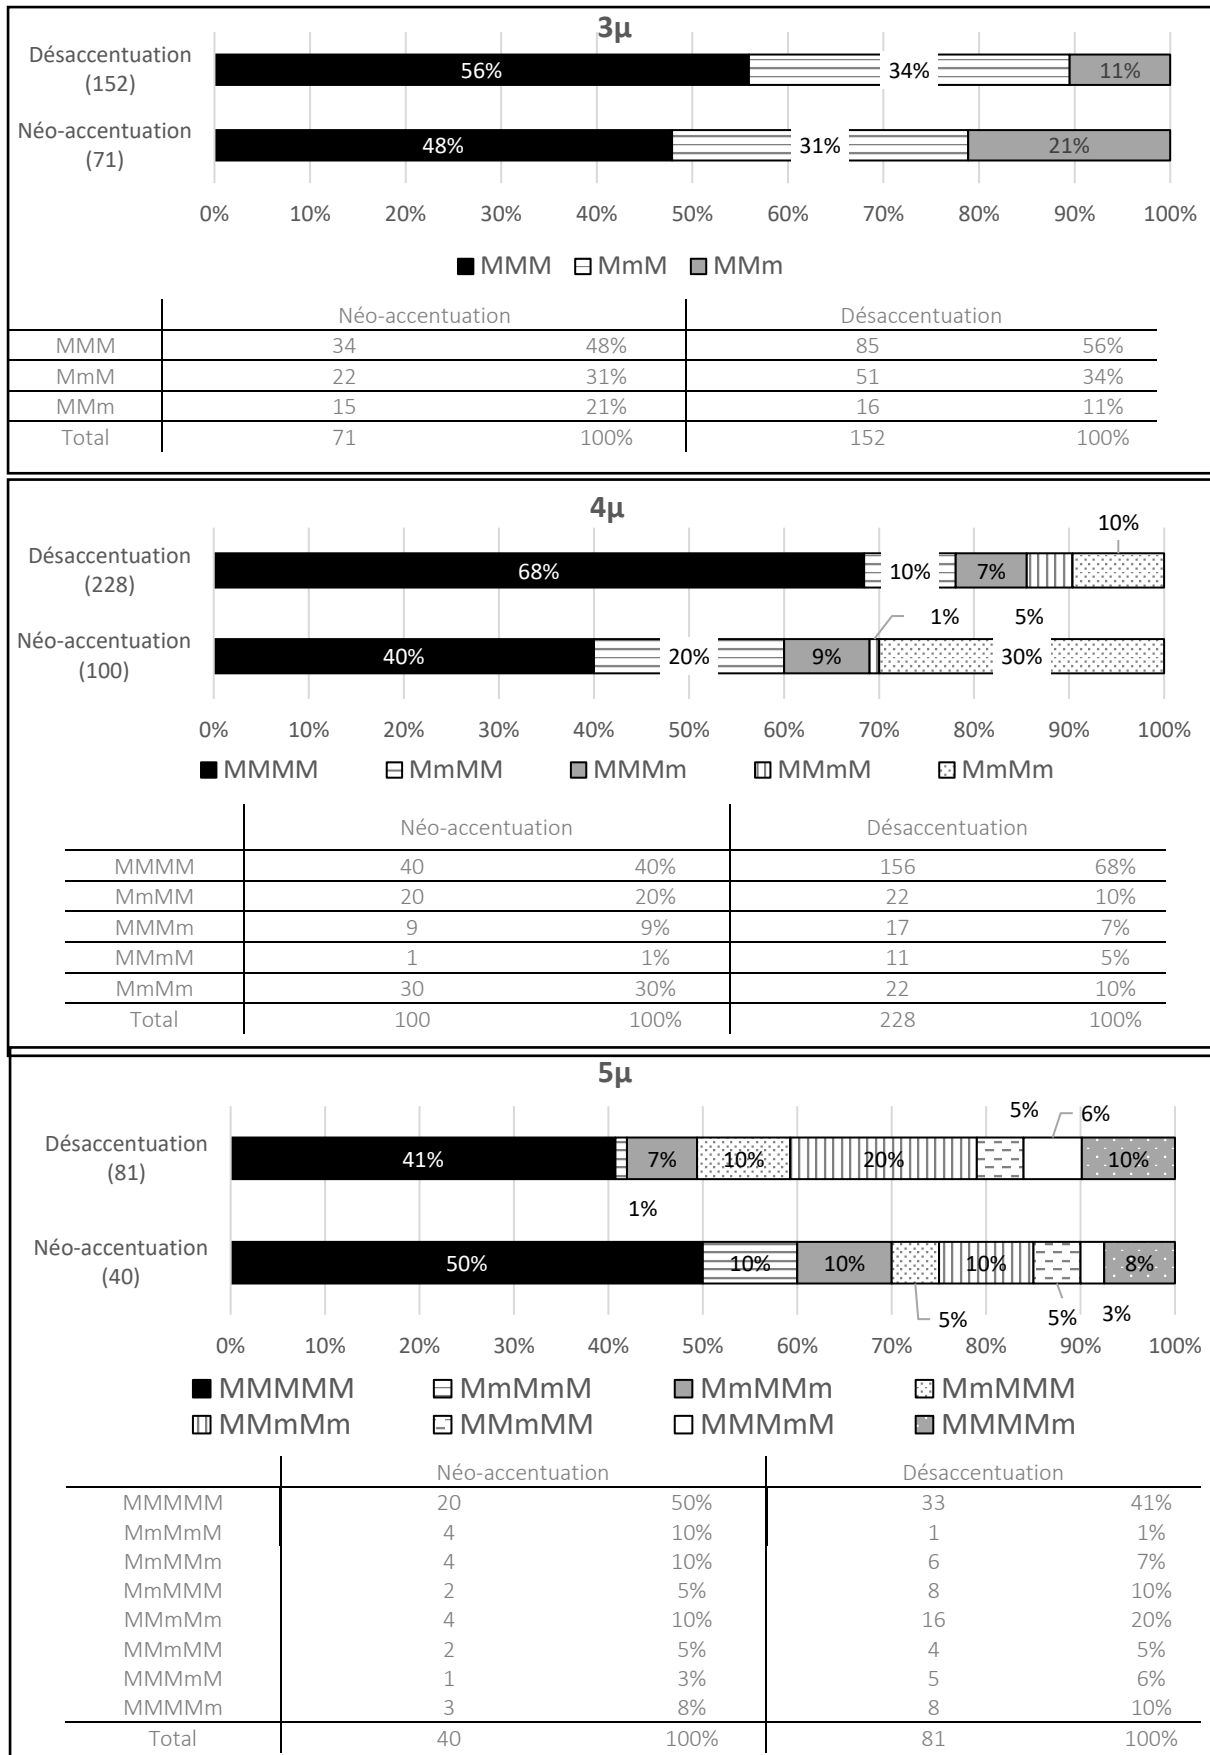 3μ
Désaccentuation
(152)
56% 34% 11%
Néo-accentuation
(71)
48% 31% 21%
0% 10% 20% 30% 40% 50% 60% 70% 80% 90% 100%
MMM MmM MMm
Néo-accentuation Désaccentuation
MMM 34 48% 85 56%
MmM 22 31% 51 34%
MMm 15 21% 16 11%
Total 71 100% 152 100%
4μ
10%
Désaccentuation
(228)
68% 10% 7%
1% 5%
Néo-accentuation
(100)
40% 20% 9% 30%
0% 10% 20% 30% 40% 50% 60% 70% 80% 90% 100%
MMMM MmMM MMMm MMmM MmMm
Néo-accentuation Désaccentuation
MMMM 40 40% 156 68%
MmMM 20 20% 22 10%
MMMm 9 9% 17 7%
MMmM 1 1% 11 5%
MmMm 30 30% 22 10%
Total 100 100% 228 100%
5μ
5% 6%
Désaccentuation
(81)
41% 7% 10% 20% 10%
1%
Néo-accentuation
(40)
50% 10% 10% 10% 8%
5% 5% 3%
0% 10% 20% 30% 40% 50% 60% 70% 80% 90% 100%
MMMMM MmMmM MmMMm MmMMM
MMmMm MMmMM MMMmM MMMMm
Néo-accentuation Désaccentuation
MMMMM 20 50% 33 41%
MmMmM 4 10% 1 1%
MmMMm 4 10% 6 7%
MmMMM 2 5% 8 10%
MMmMm 4 10% 16 20%
MMmMM 2 5% 4 5%
MMMmM 1 3% 5 6%
MMMMm 3 8% 8 10%
Total 40 100% 81 100%